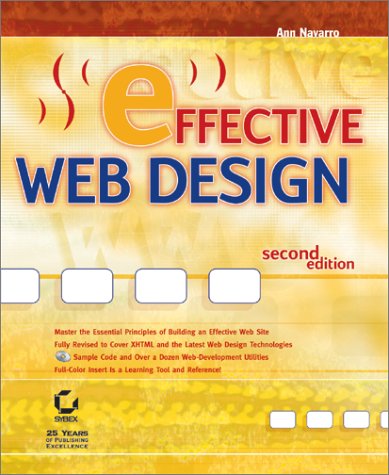 Ann Navarro
eFFECTIVE
WEB DESIGN
second
edition
Master the Essential Principles of Building an Effective Web Site
Fully Revised to Cover XHTML and the Latest Web Design Technologies
Sample Code and Over a Dozen Web-Development Utilities
Full-Color Insert Is a Learning Tool and Reference!
SYBEX
25 YEARS
OF PUBLISHING
EXCELLENCE